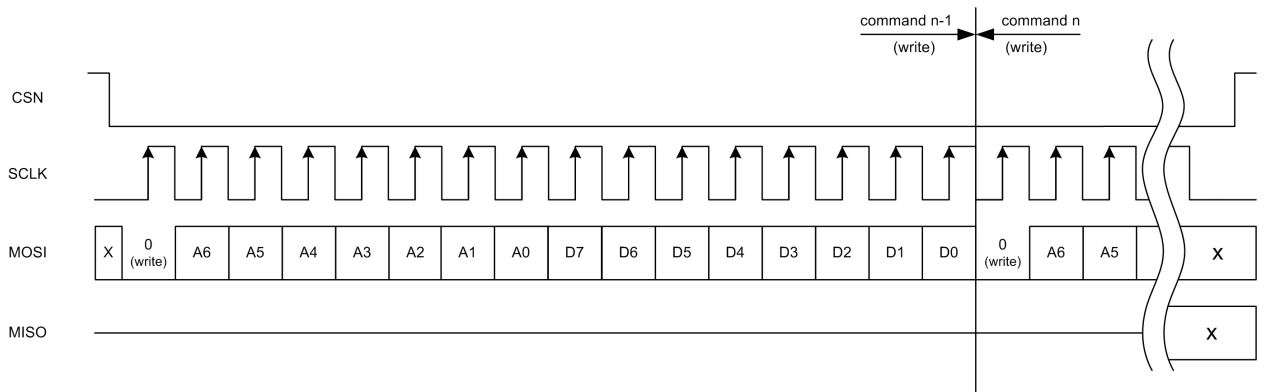 command n-1 command n
(write) (write)
CSN
SCLK
MOSI X 0 (write) A6 A5 A4 A3 A2 A1 A0 D7 D6 D5 D4 D3 D2 D1 D0 0 (write) A6 A5 X
MISO X